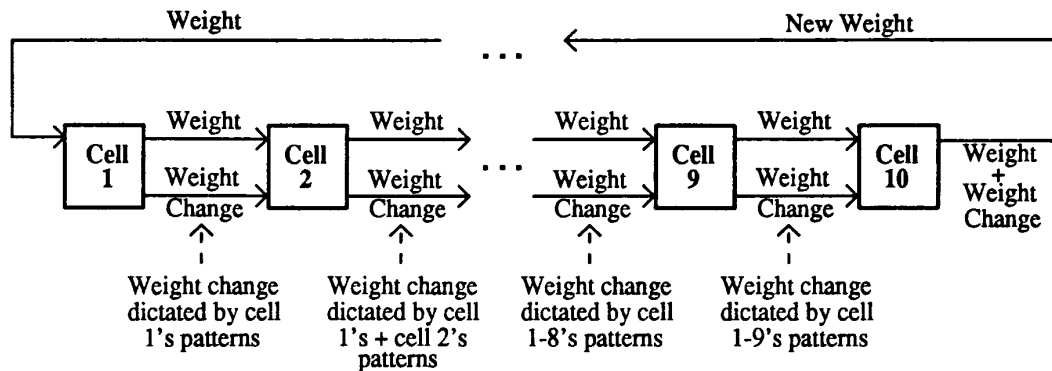 Weight
New Weight
. . .
Weight
Weight
Weight
Weight
Cell
1
Cell
2
. . .
Cell
9
Cell
10
Weight
+
Weight
Change
Weight
Change
Weight
Change
Weight
Change
Weight
Change
Weight change
dictated by cell
1's patterns
Weight change
dictated by cell
1's + cell 2's
patterns
Weight change
dictated by cell
1-8's patterns
Weight change
dictated by cell
1-9's patterns